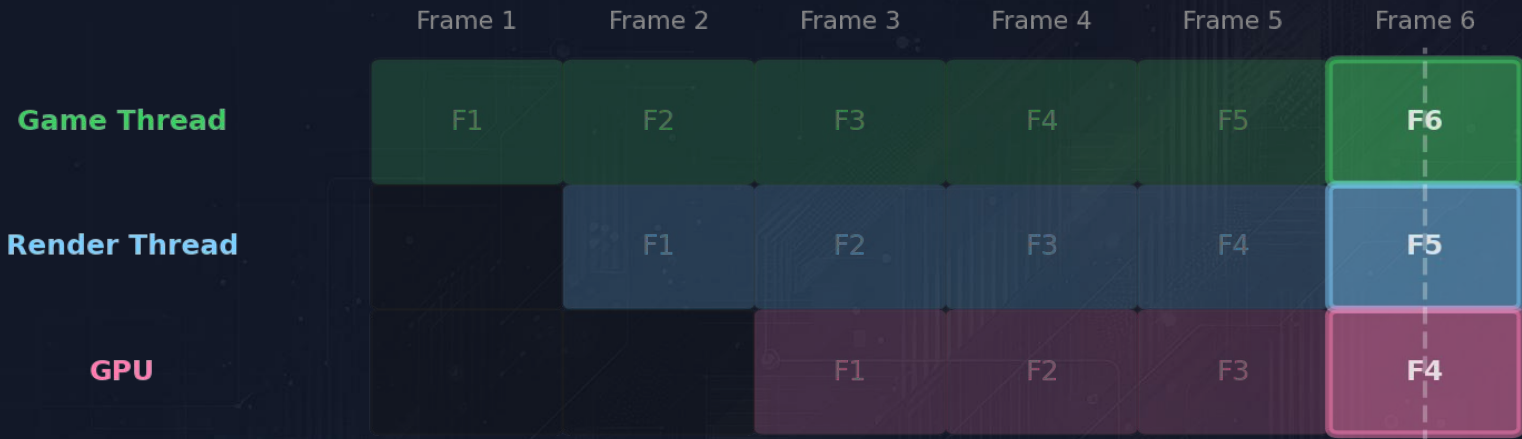 Frame 1 Frame 2 Frame 3 Frame 4 Frame 5 Frame 6
Game Thread F1 F2 F3 F4 F5 F6
Render Thread F1 F2 F3 F4 F5
GPU F1 F2 F3 F4